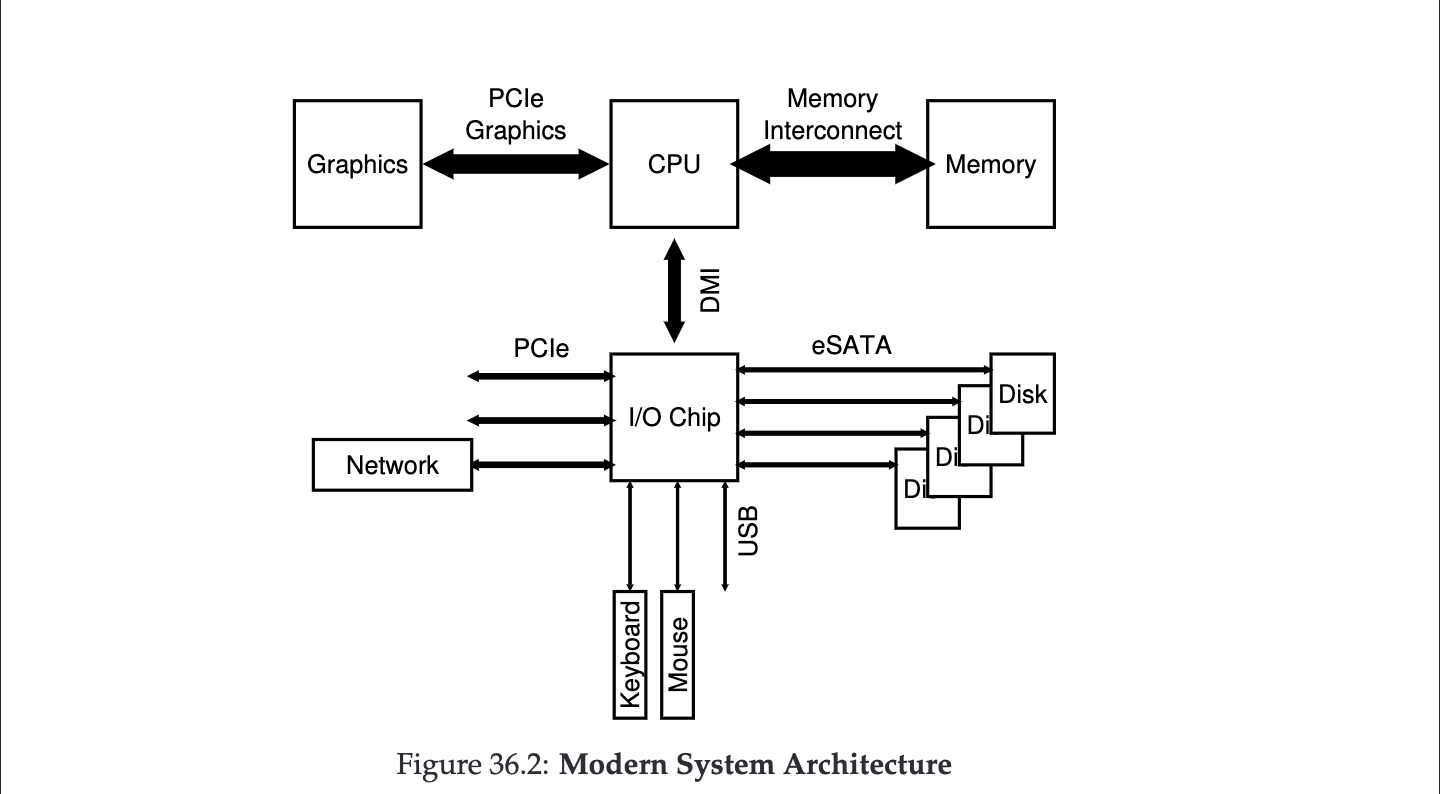 PCIe
Graphics
Memory
Interconnect
Graphics
CPU
Memory
DMI
PCIe
eSATA
I/O Chip
Disk
Di
Di
Di
Network
USB
Keyboard
Mouse
Figure 36.2: Modern System Architecture